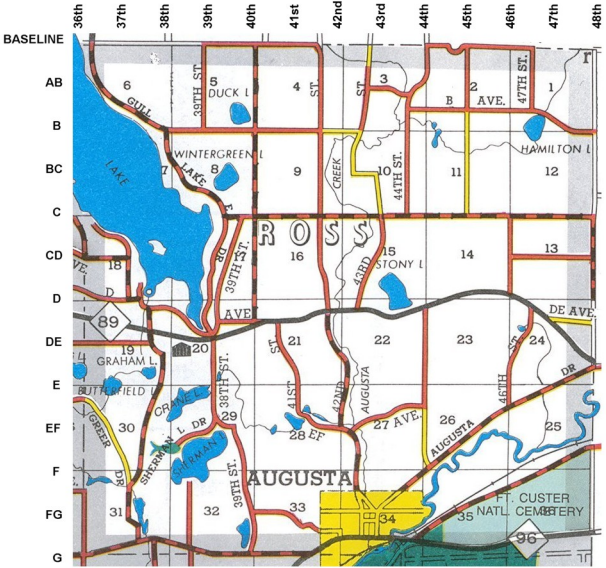 36th 37th 38th 39th 40th 41st 42nd 43rd 44th 45th 46th 47th 48th
BASELINE
r
AB 6 5 4 3 2 1
39TH ST. ST. ST. 47TH ST.
DUCK L
GULL
B AVE.
B
HAMILTON L
WINTERGREEN L
CREEK
BC 7 8 9 10 11 12
LAKE
LAKE
44TH ST.
E
C
ROSS
DR
CD 18 17 16 15 14 13
VE.
39TH ST.
STONY L
43RD
D
D
AVE
89
DE AVE.
DE 19 20 21 22 23 24
ST.
ST
GRAHAM L.
38TH ST.
DR
E
BUTTERFIELD L
CRANE L.
41ST
42ND
AUGUSTA
46TH
29
27 AVE.
EF 30 28 EF 26 25
GREER
DR
SHERMAN L DR
AUGUSTA
SHERMAN L
F
39TH ST.
AUGUSTA
FT. CUSTER
NATL. CEMETERY
FG 31 32 33 34 35 36
96
G